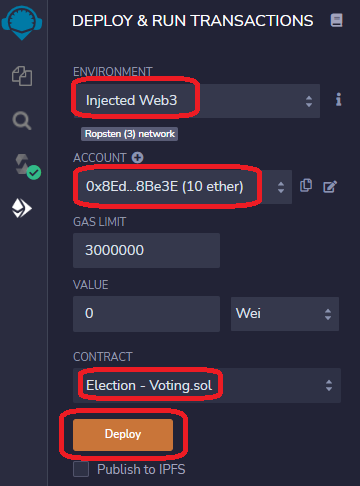 DEPLOY & RUN TRANSACTIONS
ENVIRONMENT
Injected Web3
Ropsten (3) network
ACCOUNT
0x8Ed...8Be3E (10 ether)
GAS LIMIT
3000000
VALUE
0 Wei
CONTRACT
Election - Voting.sol
Deploy
Publish to IPFS